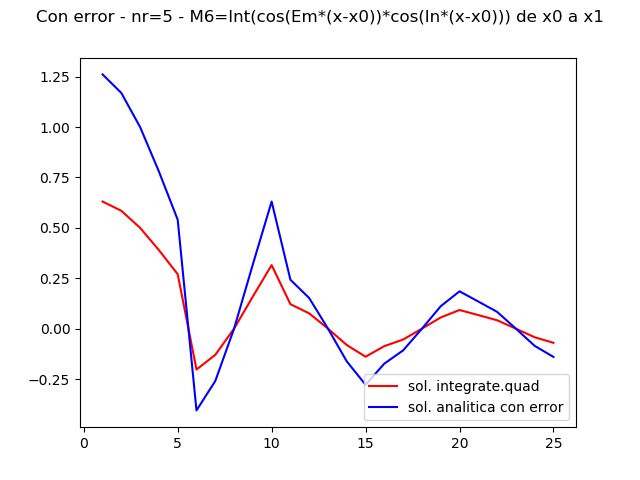 Con error - nr=5 - M6=Int(cos(Em*(x-x0))*cos(ln*(x-x0))) de x0 a x1
1.25
1.00
0.75
0.50
0.25
0.00
−0.25
sol. integrate.quad
sol. analitica con error
0 5 10 15 20 25